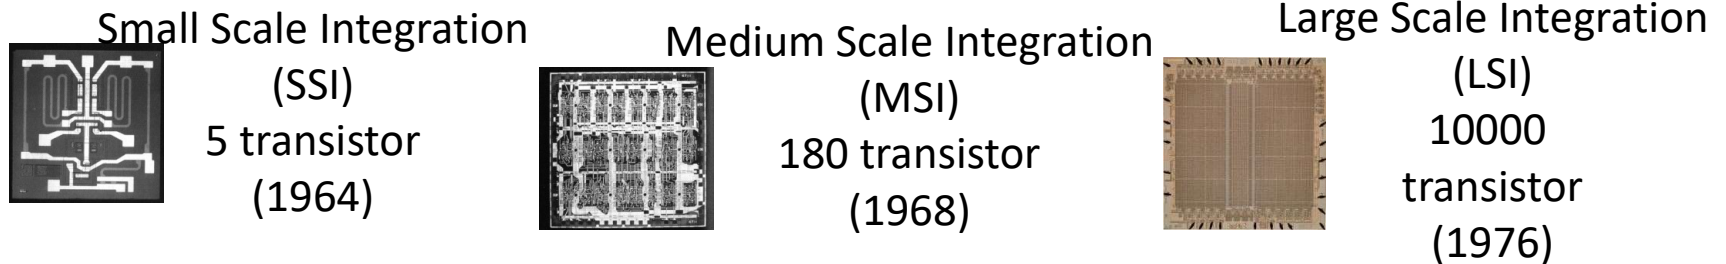 Small Scale Integration
(SSI)
5 transistor
(1964)
Medium Scale Integration
(MSI)
180 transistor
(1968)
Large Scale Integration
(LSI)
10000
transistor
(1976)